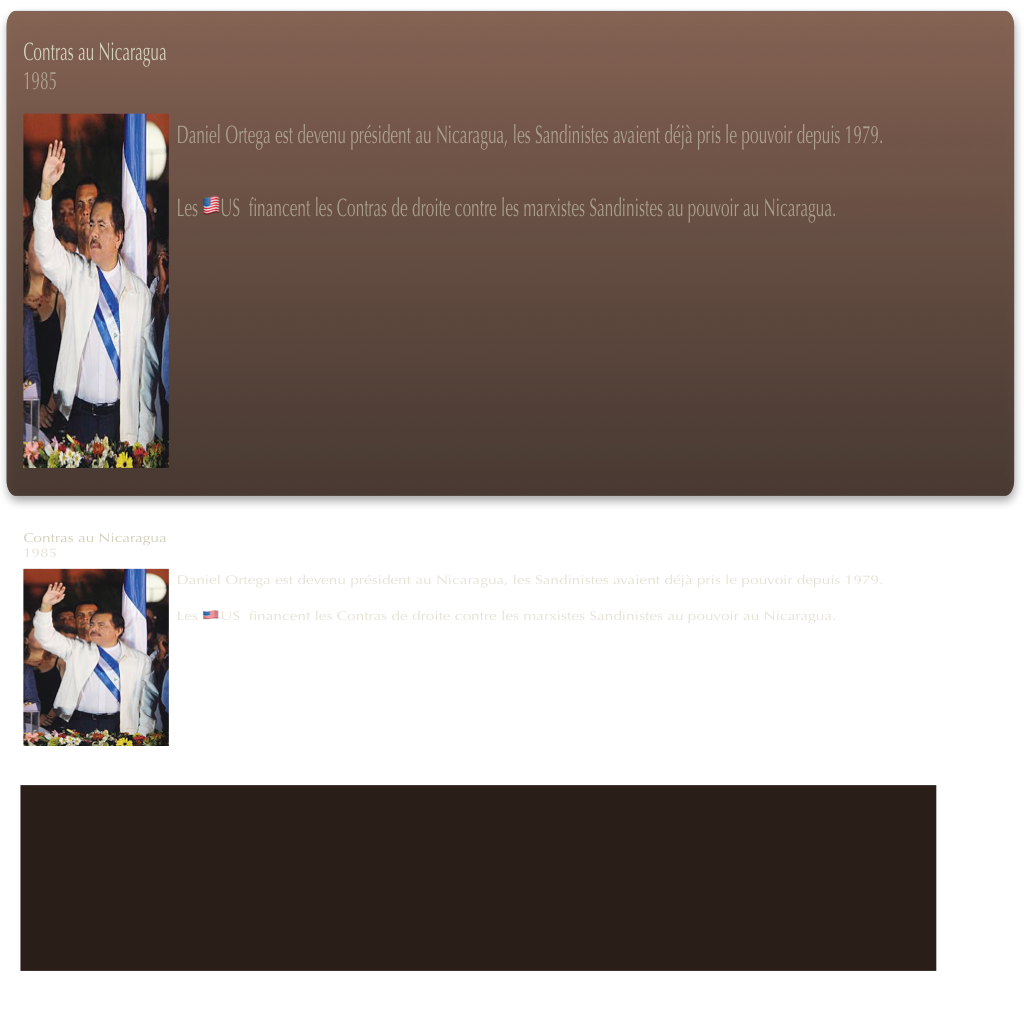 Contras au Nicaragua
1985
Daniel Ortega est devenu président au Nicaragua, les Sandinistes avaient déjà pris le pouvoir depuis 1979.
Les 🇺🇸US financent les Contras de droite contre les marxistes Sandinistes au pouvoir au Nicaragua.
Contras au Nicaragua
1985
Daniel Ortega est devenu président au Nicaragua, les Sandinistes avaient déjà pris le pouvoir depuis 1979.
Les 🇺🇸US financent les Contras de droite contre les marxistes Sandinistes au pouvoir au Nicaragua.